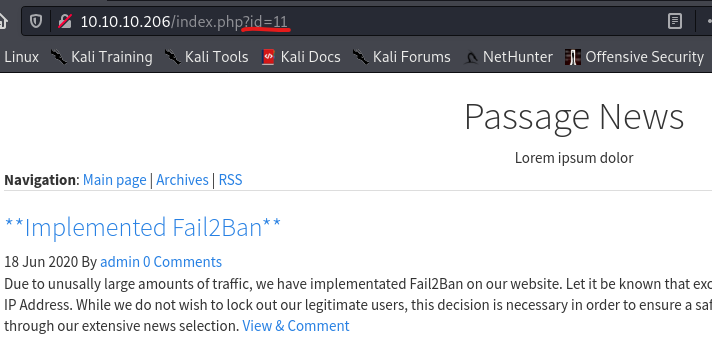 10.10.10.206/index.php?id=11
Linux Kali Training Kali Tools Kali Docs Kali Forums NetHunter Offensive Security
Passage News
Lorem ipsum dolor
Navigation: Main page | Archives | RSS
**Implemented Fail2Ban**
18 Jun 2020 By admin 0 Comments
Due to unusally large amounts of traffic, we have implementated Fail2Ban on our website. Let it be known that exc
IP Address. While we do not wish to lock out our legitimate users, this decision is necessary in order to ensure a saf
through our extensive news selection. View & Comment